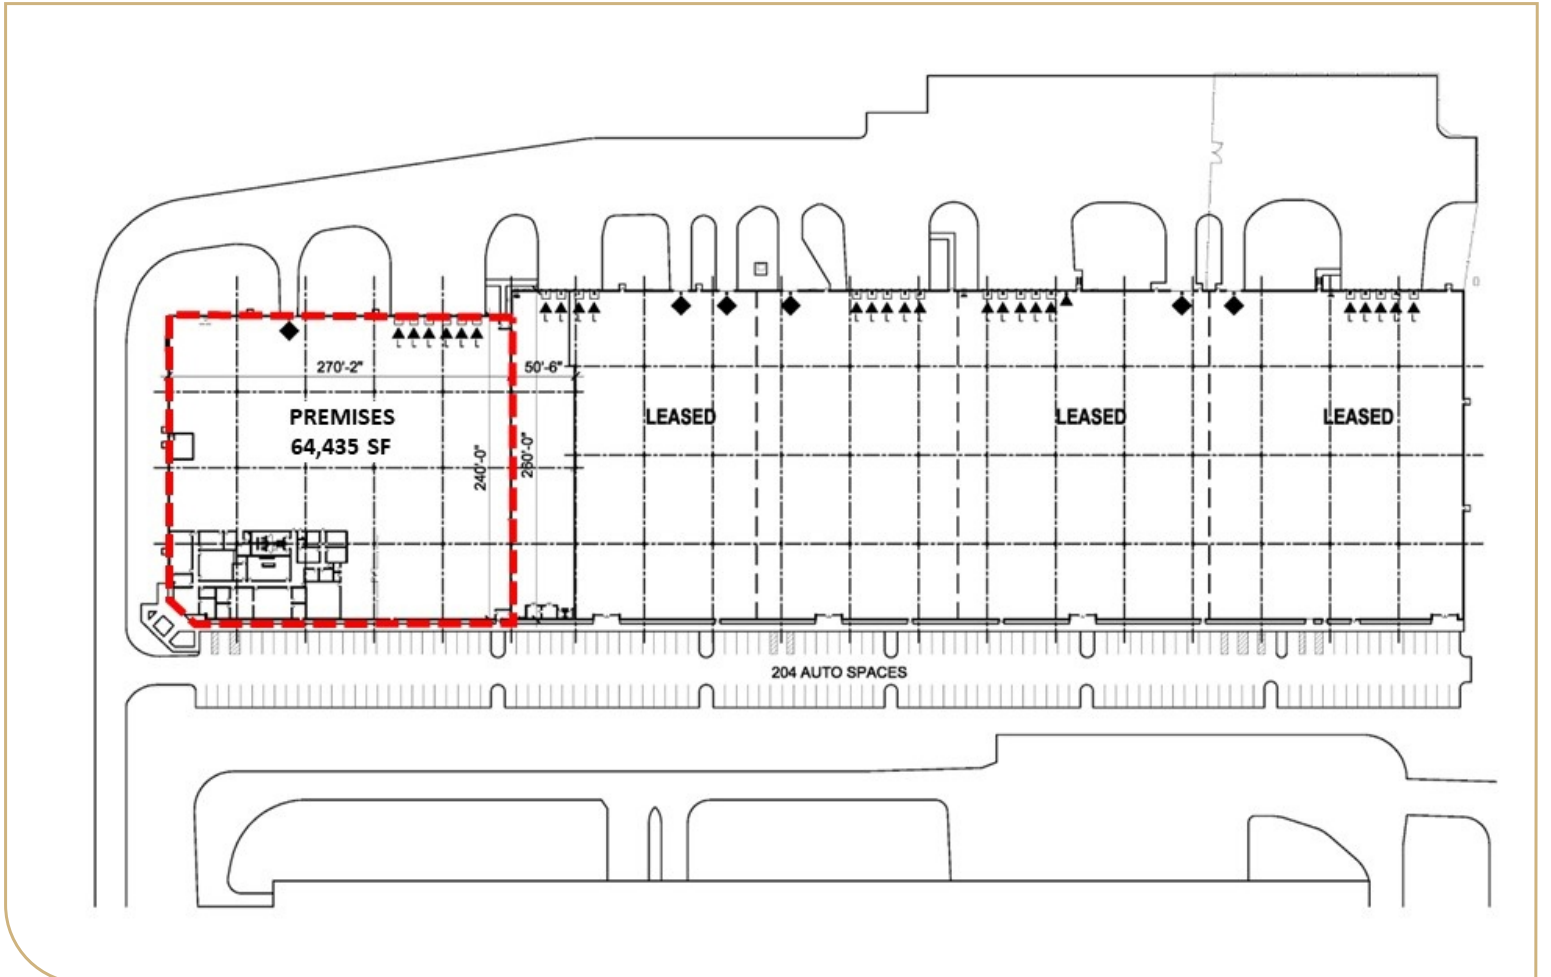 270'-2"
50'-6"
PREMISES
64,435 SF
LEASED
LEASED
LEASED
240'-0"
260'-0"
L L L L L L
L L L
L L L L L
L L L L L
L L L L L
204 AUTO SPACES